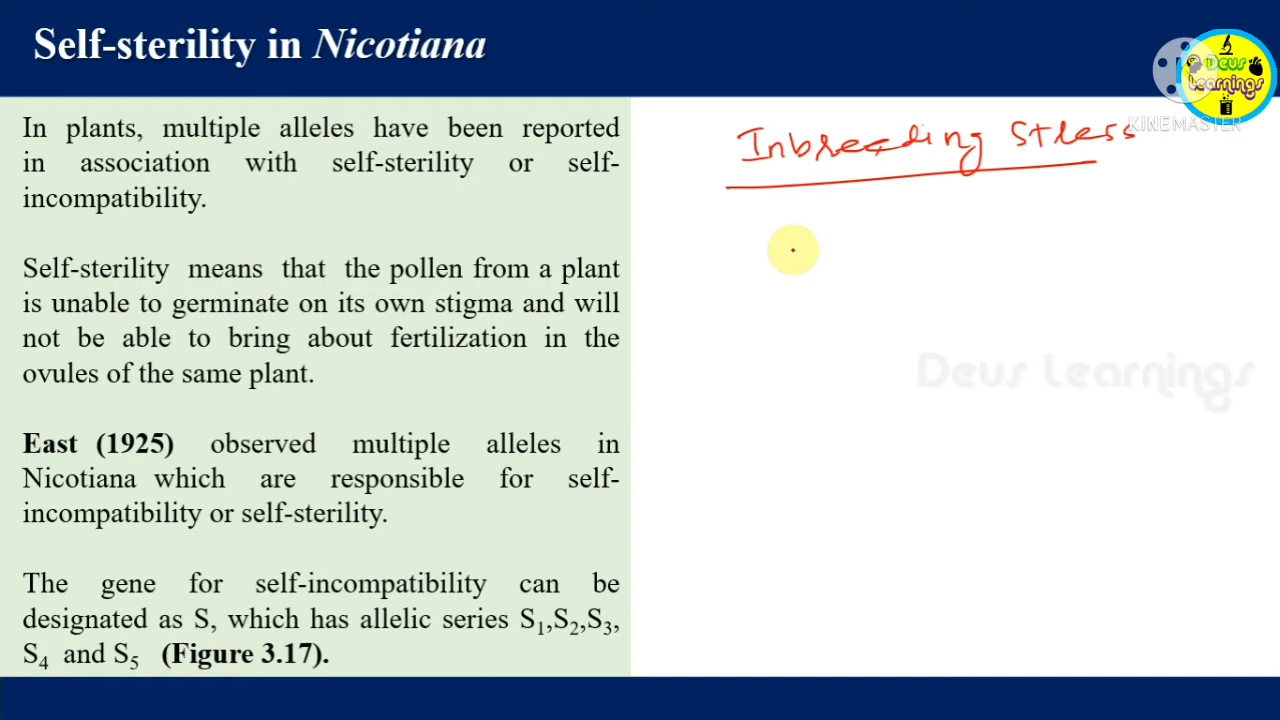 Self-sterility in Nicotiana
Deus
Learnings
KINEMASTER
In plants, multiple alleles have been reported
in association with self-sterility or self-
incompatibility.
Self-sterility means that the pollen from a plant
is unable to germinate on its own stigma and will
not be able to bring about fertilization in the
ovules of the same plant.
East (1925) observed multiple alleles in
Nicotiana which are responsible for self-
incompatibility or self-sterility.
The gene for self-incompatibility can be
designated as S, which has allelic series S₁,S₂,S₃,
S₄ and S₅ (Figure 3.17).
Inbreeding Stress
Deus Learnings